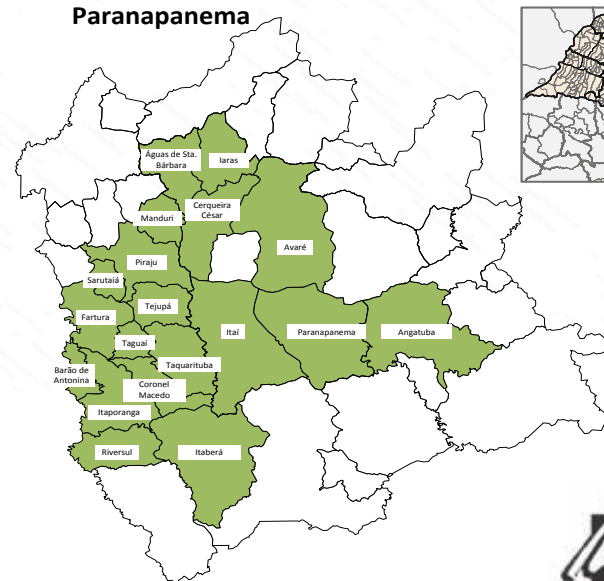 Paranapanema
Águas de Sta.
Bárbara
Iaras
Cerqueira
César
Manduri
Avaré
Piraju
Sarutaiá
Tejupá
Fartura
Itaí
Paranapanema
Angatuba
Taguaí
Taquarituba
Barão de
Antonina
Coronel
Macedo
Itaporanga
Riversul
Itaberá